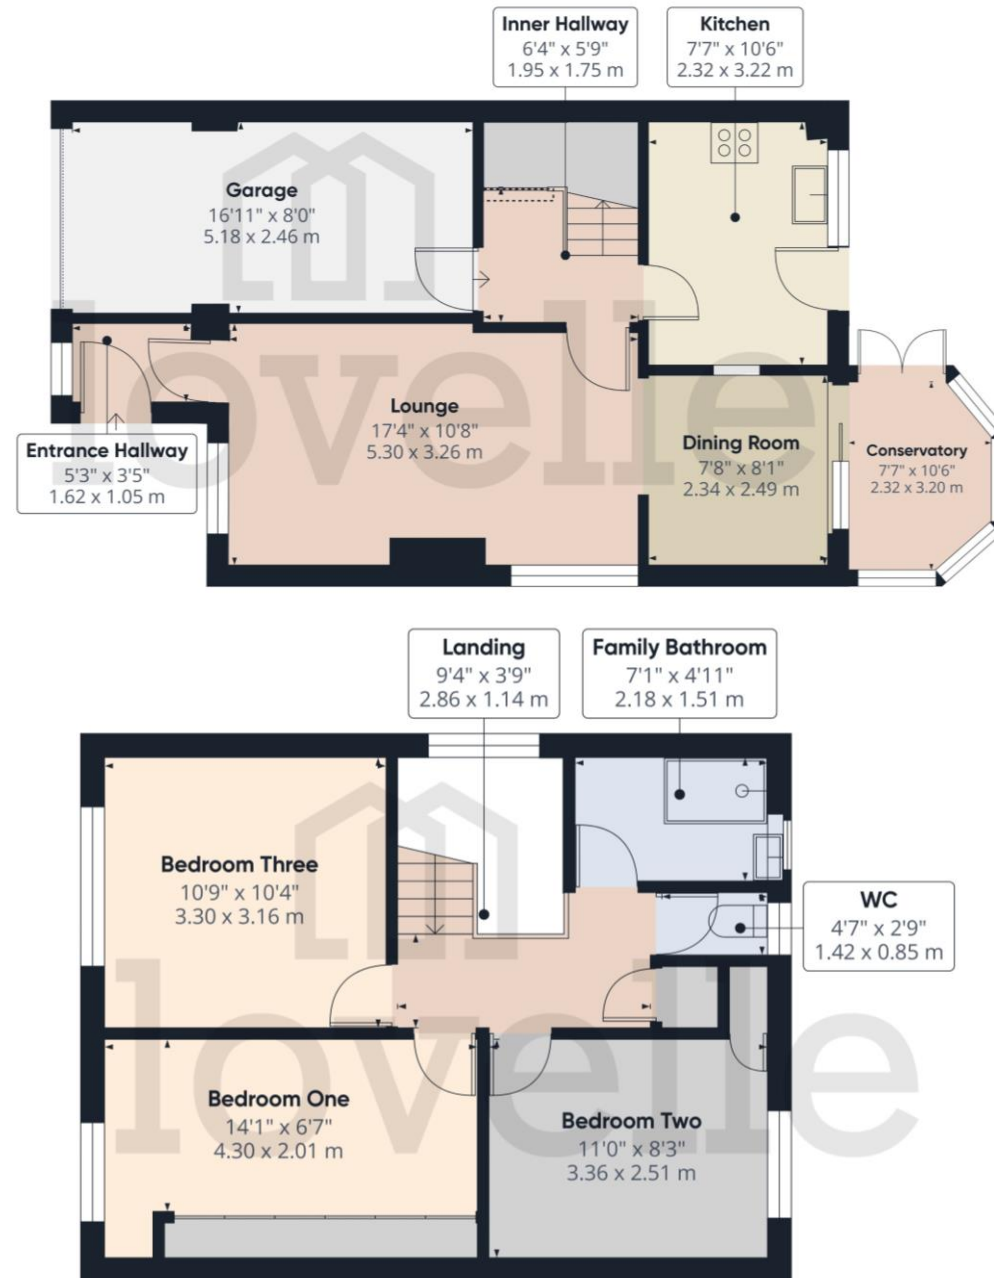 Inner Hallway
6'4" x 5'9"
1.95 x 1.75 m
Kitchen
7'7" x 10'6"
2.32 x 3.22 m
Garage
16'11" x 8'0"
5.18 x 2.46 m
lovelle
Lounge
17'4" x 10'8"
5.30 x 3.26 m
Entrance Hallway
5'3" x 3'5"
1.62 x 1.05 m
Dining Room
7'8" x 8'1"
2.34 x 2.49 m
Conservatory
7'7" x 10'6"
2.32 x 3.20 m
Landing
9'4" x 3'9"
2.86 x 1.14 m
Family Bathroom
7'1" x 4'11"
2.18 x 1.51 m
Bedroom Three
10'9" x 10'4"
3.30 x 3.16 m
WC
4'7" x 2'9"
1.42 x 0.85 m
lovelle
Bedroom One
14'1" x 6'7"
4.30 x 2.01 m
Bedroom Two
11'0" x 8'3"
3.36 x 2.51 m